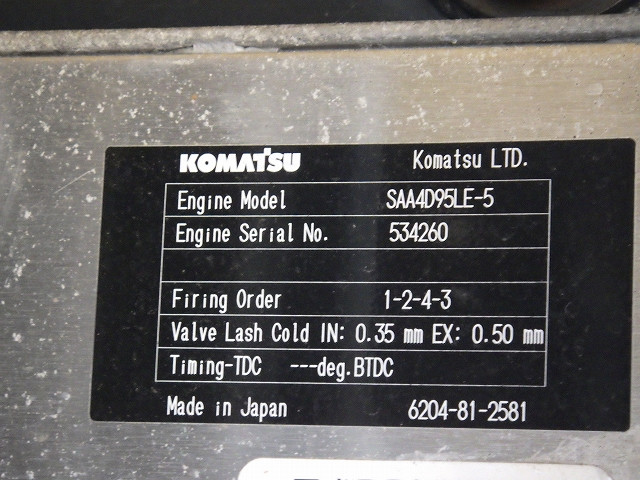 KOMATSU Komatsu LTD.
Engine Model SAA4D95LE-5
Engine Serial No. 534260
Firing Order 1-2-4-3
Valve Lash Cold IN: 0.35 mm EX: 0.50 mm
Timing-TDC ---deg.BTDC
Made in Japan 6204-81-2581